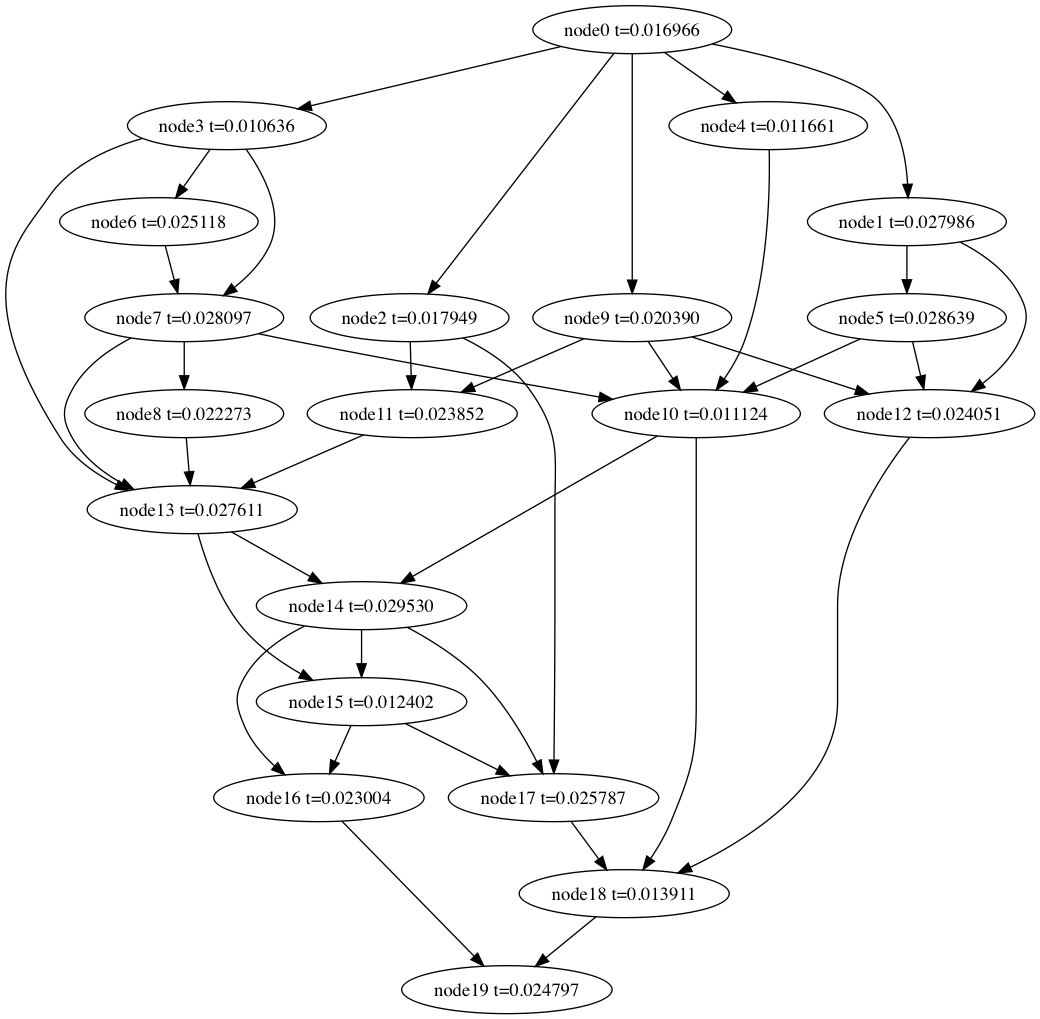 node0 t=0.016966
node3 t=0.010636
node4 t=0.011661
node6 t=0.025118
node1 t=0.027986
node7 t=0.028097
node2 t=0.017949
node9 t=0.020390
node5 t=0.028639
node8 t=0.022273
node11 t=0.023852
node10 t=0.011124
node12 t=0.024051
node13 t=0.027611
node14 t=0.029530
node15 t=0.012402
node16 t=0.023004
node17 t=0.025787
node18 t=0.013911
node19 t=0.024797